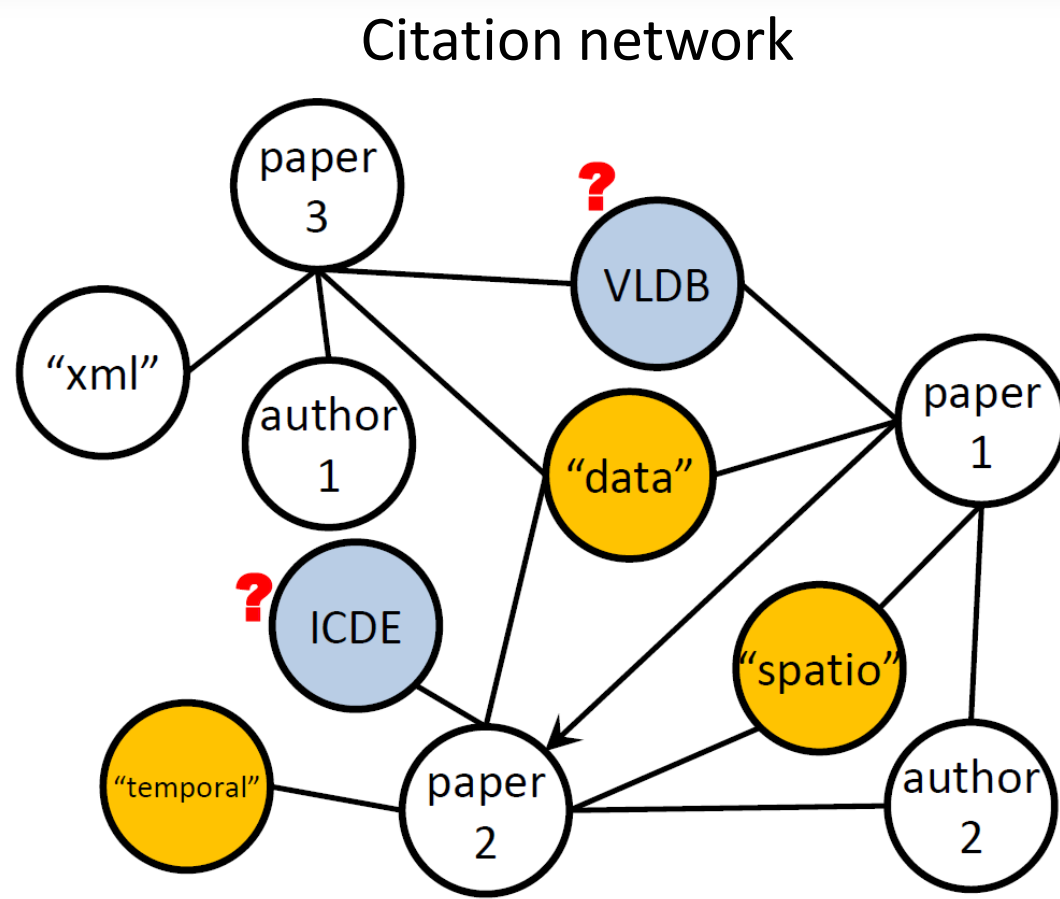 Citation network
paper
3
?
VLDB
“xml”
author
1
“data”
paper
1
?
ICDE
“spatio”
“temporal”
paper
2
author
2